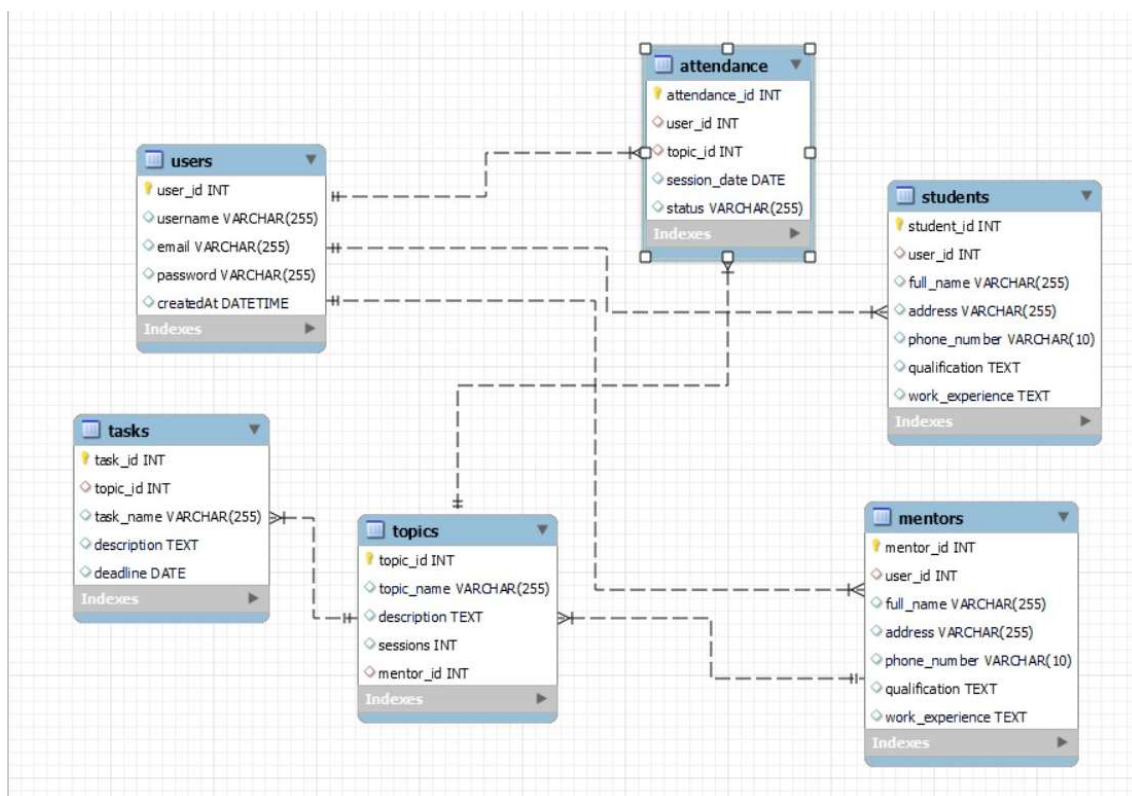 attendance
attendance_id INT
user_id INT
topic_id INT
session_date DATE
status VARCHAR(255)
Indexes
users
user_id INT
username VARCHAR(255)
email VARCHAR(255)
password VARCHAR(255)
createdAt DATETIME
Indexes
students
student_id INT
user_id INT
full_name VARCHAR(255)
address VARCHAR(255)
phone_number VARCHAR(10)
qualification TEXT
work_experience TEXT
Indexes
tasks
task_id INT
topic_id INT
task_name VARCHAR(255)
description TEXT
deadline DATE
Indexes
topics
topic_id INT
topic_name VARCHAR(255)
description TEXT
sessions INT
mentor_id INT
Indexes
mentors
mentor_id INT
user_id INT
full_name VARCHAR(255)
address VARCHAR(255)
phone_number VARCHAR(10)
qualification TEXT
work_experience TEXT
Indexes